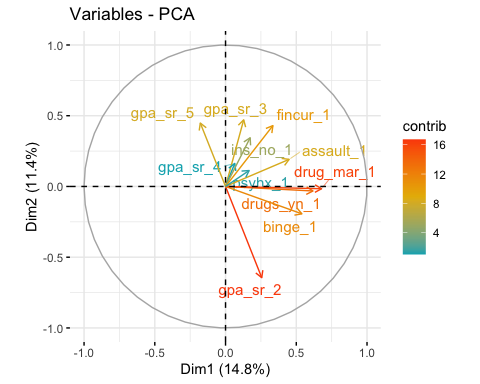 Variables - PCA
1.0
0.5
0.0
-0.5
-1.0
Dim2 (11.4%)
gpa_sr_5
gpa_sr_3
fincur_1
ins_no_1
assault_1
gpa_sr_4
drug_mar_1
drugs_yn_1
binge_1
gpa_sr_2
-1.0 -0.5 0.0 0.5 1.0
Dim1 (14.8%)
contrib
16
12
8
4